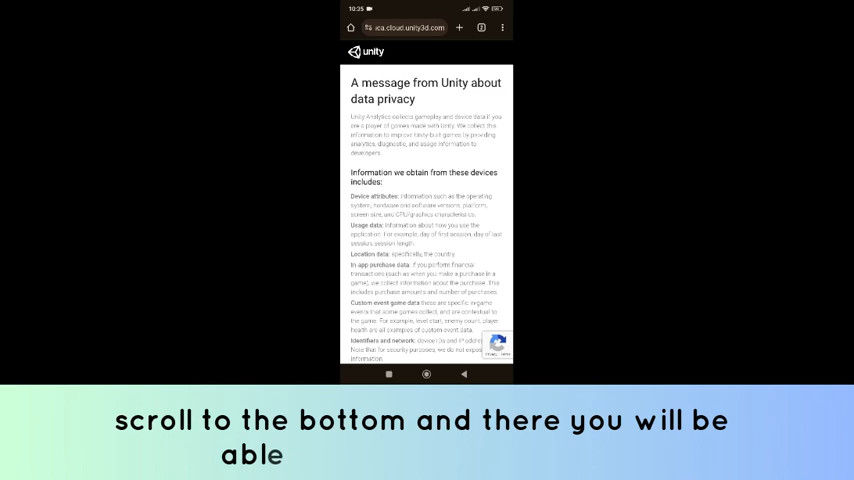 10:35
ca.cloud.unity3d.com
unity
A message from Unity about
data privacy
Unity Analytics collects gameplay and device data if you
are a player of games made with Unity. We collect this
information to improve Unity-built games by providing
analytics, diagnostic, and usage information to
developers.
Information we obtain from these devices
includes:
Device attributes: Information such as the operating
system, hardware and software versions, platform,
screen size, and CPU/graphics characteristics.
Usage data: Information about how you use the
application. For example, day of first session, day of last
session, session length.
Location data: specifically, the country.
In-app purchase data: If you perform financial
transactions (such as when you make a purchase in a
game), we collect information about the purchase. This
includes purchase amounts and number of purchases.
Custom event game data these are specific in-game
events that some games collect, and are contextual to
the game. For example, level start, enemy count, player
health are all examples of custom event data.
Identifiers and network: device IDs and IP
Note that for security purposes, we do not
information.
scroll to the bottom and there you will be
able